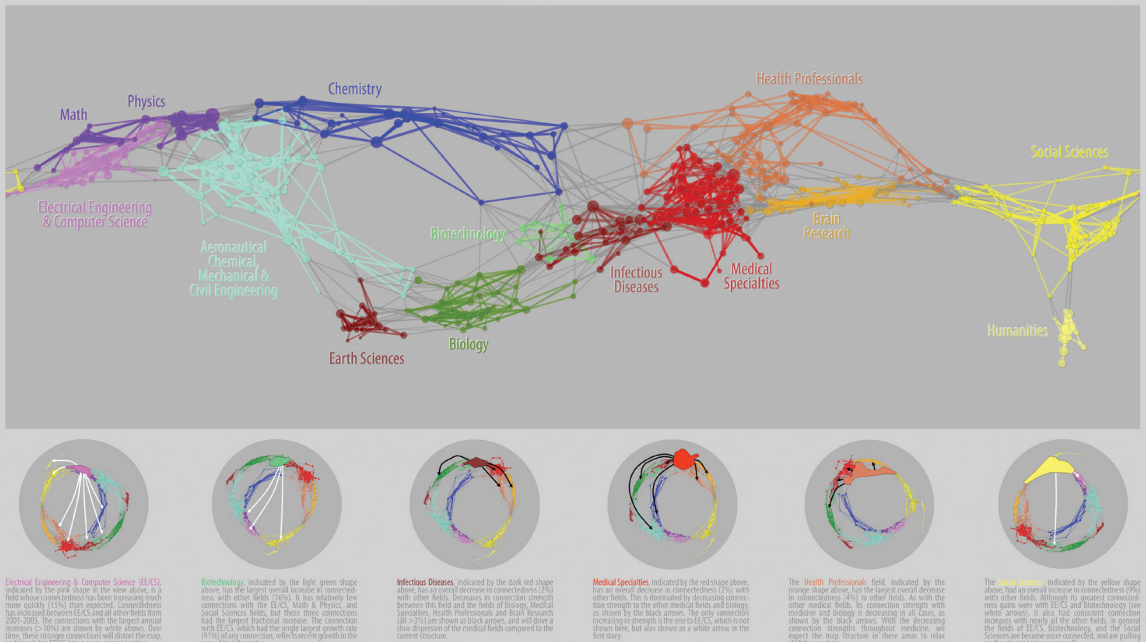 Health Professionals
Chemistry
Physics
Math
Social Sciences
Electrical Engineering
& Computer Science
Biotechnology
Brain
Research
Aeronautical
Chemical,
Mechanical &
Civil Engineering
Infectious
Diseases
Medical
Specialties
Humanities
Earth Sciences
Biology
Electrical Engineering & Computer Science (EE/CS),
indicated by the pink shape in the view above, is a
field whose connectedness has been increasing much
more quickly (15%) than expected. Connectedness
has increased between EE/CS and all other fields from
2001-2005. The connections with the largest annual
increases (>10%) are shown by white arrows. Over
time, these stronger connections will distort the map,
Biotechnology, indicated by the light green shape
above, has the largest overall increase in connected-
ness with other fields (16%). It has relatively few
connections with the EE/CS, Math & Physics, and
Social Sciences fields, but these three connections
had the largest fractional increase. The connection
with EE/CS, which had the single largest growth rate
(91%) of any connection, reflects recent growth in the
Infectious Diseases, indicated by the dark red shape
above, has an overall decrease in connectedness (2%)
with other fields. Decreases in connection strength
between this field and the fields of Biology, Medical
Specialties, Health Professionals and Brain Research
(all >3%) are shown as black arrows, and will drive a
slow dispersion of the medical fields compared to the
current structure.
Medical Specialties, indicated by the red shape above,
has an overall decrease in connectedness (2%) with
other fields. This is dominated by decreasing connec-
tion strength to the other medical fields and biology,
as shown by the black arrows. The only connection
increasing in strength is the one to EE/CS, which is not
shown here, but was shown as a white arrow in the
first story.
The Health Professionals field, indicated by the
orange shape above, has the largest overall decrease
in connectedness (4%) to other fields. As with the
other medical fields, its connection strength with
medicine and biology is decreasing in all cases, as
shown by the black arrows. With the decreasing
connection strengths throughout medicine, we
expect the map structure in these areas to relax
The Social Sciences, indicated by the yellow shape
above, had an overall increase in connectedness (9%)
with other fields. Although its greatest connected-
ness gains were with EE/CS and Biotechnology (see
white arrows), it also had consistent connection
increases with nearly all the other fields. In general
the fields of EE/CS, Biotechnology, and the Social
Sciences are become more connected, and are